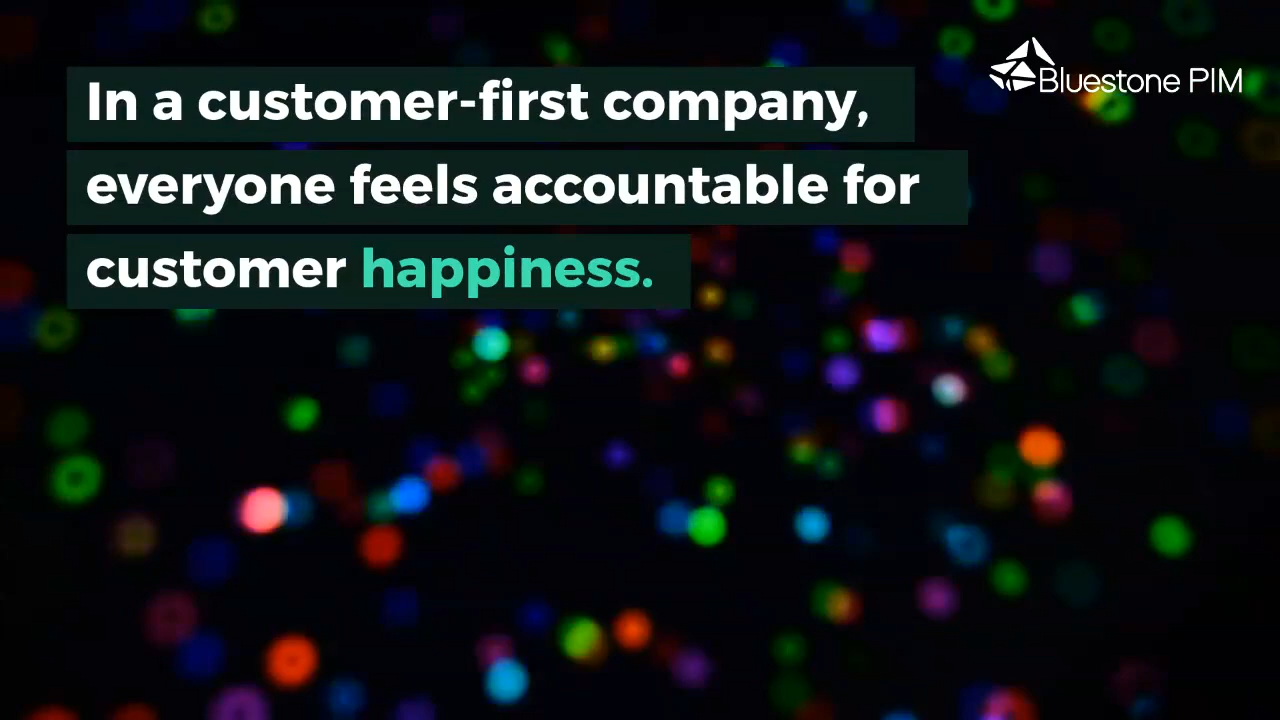 In a customer-first company,
everyone feels accountable for
customer happiness.
Bluestone PIM